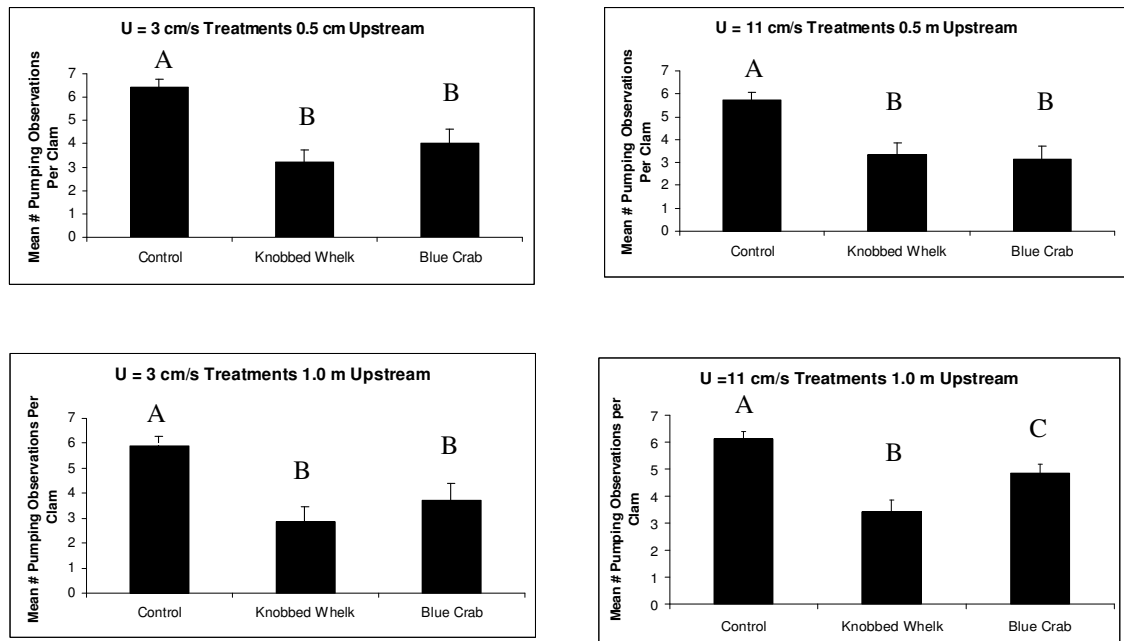 U = 3 cm/s Treatments 0.5 cm Upstream
A
B
B
7
6
5
4
3
2
1
0
Mean # Pumping Observations
Per Clam
Control Knobbed Whelk Blue Crab
U = 11 cm/s Treatments 0.5 m Upstream
A
B
B
7
6
5
4
3
2
1
0
Mean # Pumping Observations
Per Clam
Control Knobbed Whelk Blue Crab
U = 3 cm/s Treatments 1.0 m Upstream
A
B
B
7
6
5
4
3
2
1
0
Mean # Pumping Observations Per
Clam
Control Knobbed Whelk Blue Crab
U =11 cm/s Treatments 1.0 m Upstream
A
B
C
7
6
5
4
3
2
1
0
Mean # Pumping Observations per
Clam
Control Knobbed Whelk Blue Crab